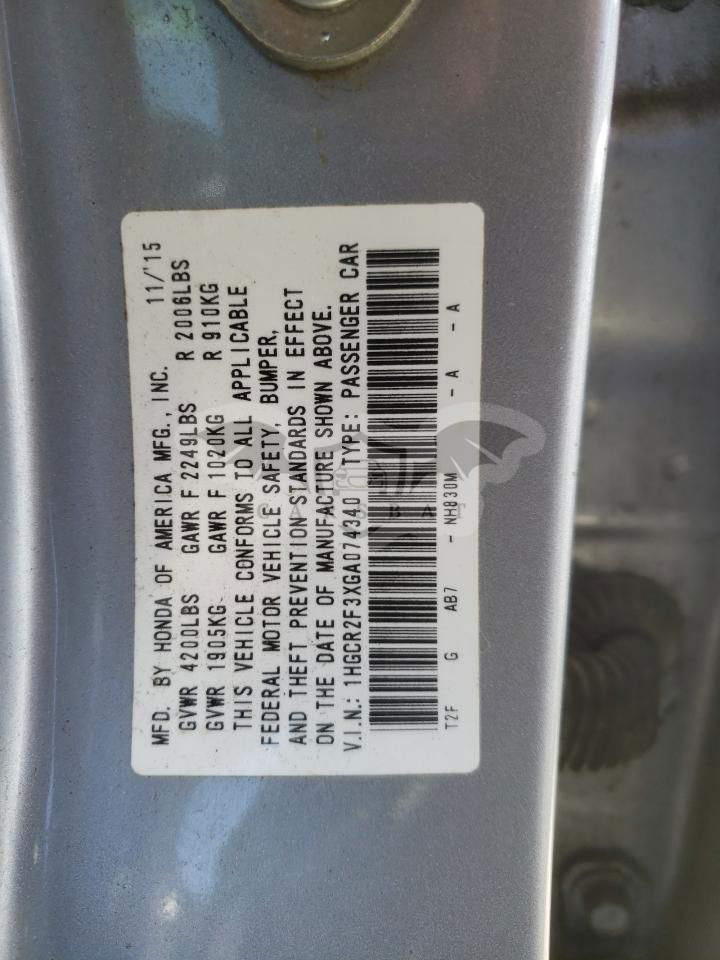 MFD. BY HONDA OF AMERICA MFG., INC. 11/'15
GVWR 4200LBS GAWR F 2249LBS R 2006LBS
GVWR 1905KG GAWR F 1020KG R 910KG
THIS VEHICLE CONFORMS TO ALL APPLICABLE
FEDERAL MOTOR VEHICLE SAFETY, BUMPER,
AND THEFT PREVENTION STANDARDS IN EFFECT
ON THE DATE OF MANUFACTURE SHOWN ABOVE.
V.I.N.: 1HGCR2F3XGA074340 TYPE: PASSENGER CAR
T2F G AB7 - NH830M - A - A